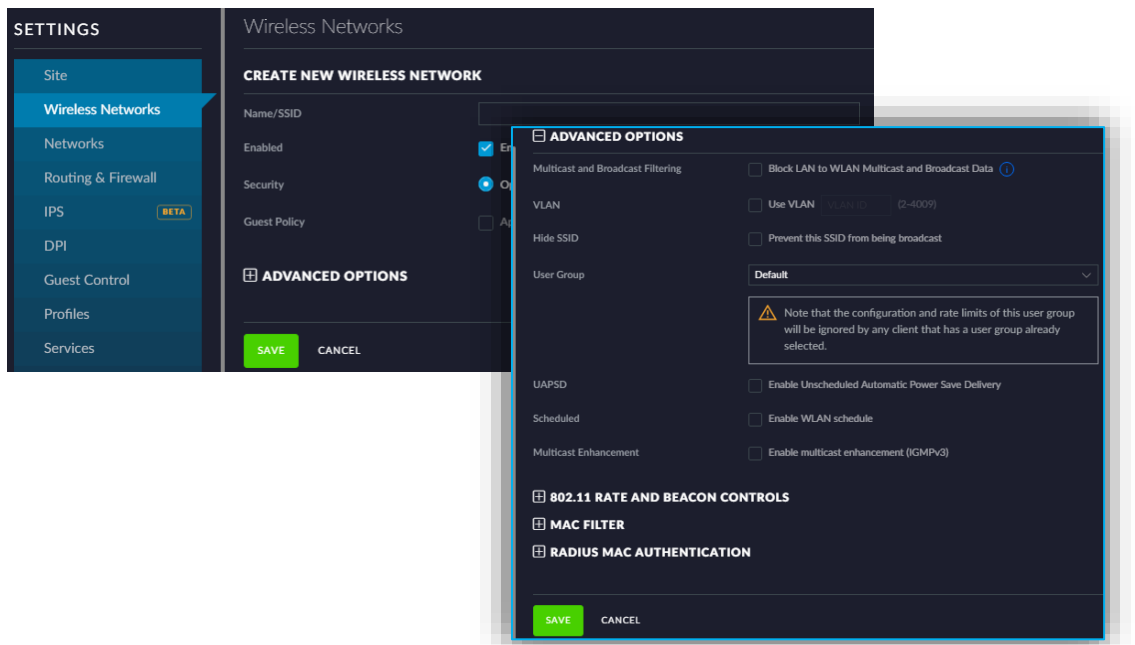 SETTINGS
Site
Wireless Networks
Networks
Routing & Firewall
IPS BETA
DPI
Guest Control
Profiles
Services
Wireless Networks
CREATE NEW WIRELESS NETWORK
Name/SSID
Enabled
Security
Guest Policy
ADVANCED OPTIONS
SAVE CANCEL
ADVANCED OPTIONS
Multicast and Broadcast Filtering Block LAN to WLAN Multicast and Broadcast Data
VLAN Use VLAN VLAN ID (2-4009)
Hide SSID Prevent this SSID from being broadcast
User Group Default
Note that the configuration and rate limits of this user group
will be ignored by any client that has a user group already
selected.
UAPSD Enable Unscheduled Automatic Power Save Delivery
Scheduled Enable WLAN schedule
Multicast Enhancement Enable multicast enhancement (IGMPv3)
802.11 RATE AND BEACON CONTROLS
MAC FILTER
RADIUS MAC AUTHENTICATION
SAVE CANCEL